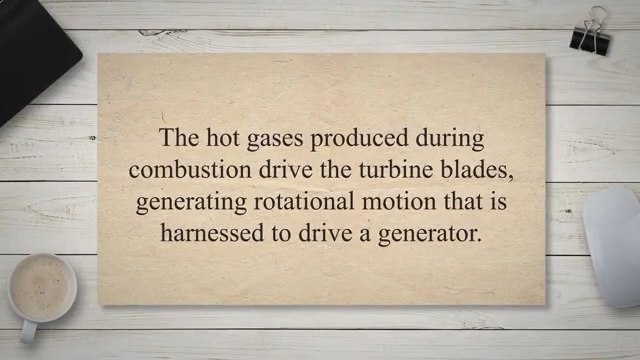 The hot gases produced during
combustion drive the turbine blades,
generating rotational motion that is
harnessed to drive a generator.